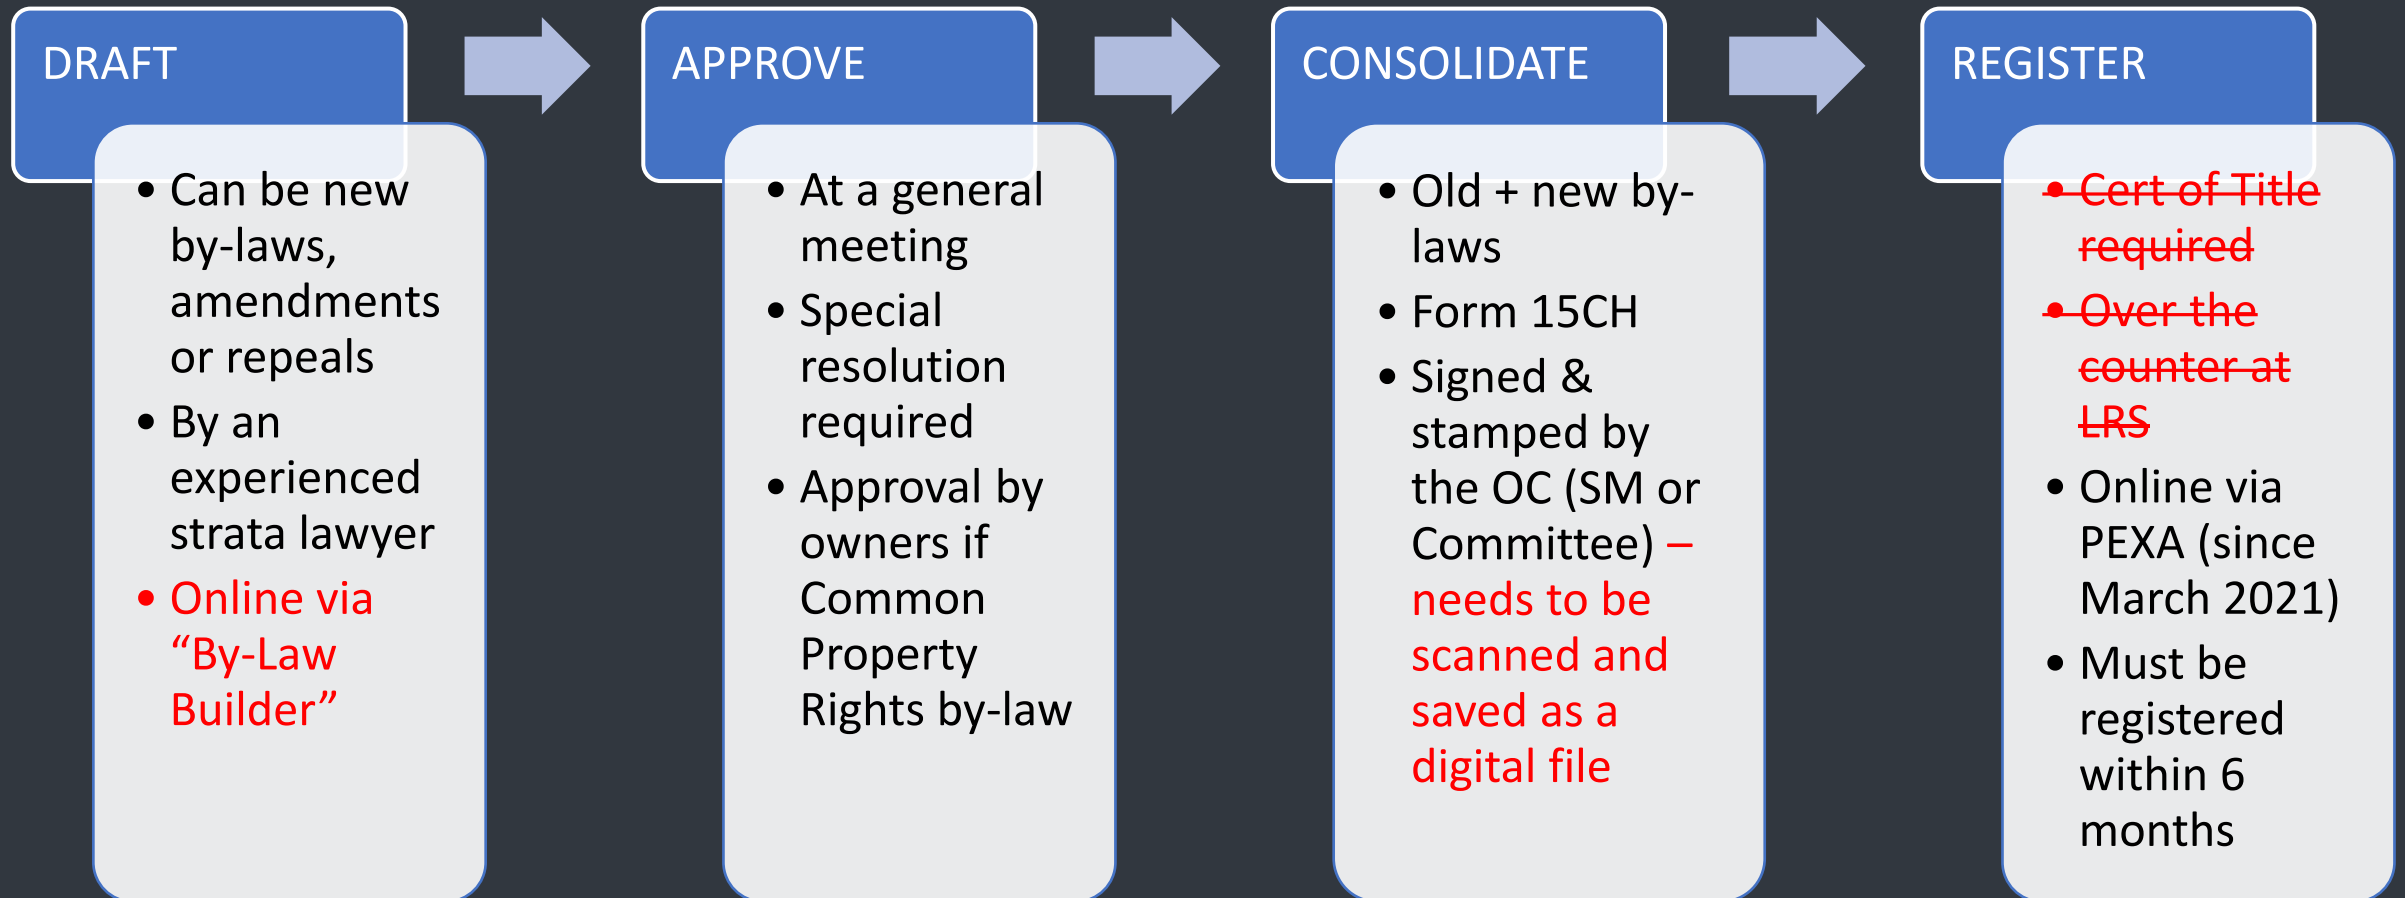 DRAFT
• Can be new
by-laws,
amendments
or repeals
• By an
experienced
strata lawyer
• Online via
“By-Law
Builder”
APPROVE
• At a general
meeting
• Special
resolution
required
• Approval by
owners if
Common
Property
Rights by-law
CONSOLIDATE
• Old + new by-
laws
• Form 15CH
• Signed &
stamped by
the OC (SM or
Committee) –
needs to be
scanned and
saved as a
digital file
REGISTER
• Cert of Title
required
• Over the
counter at
LRS
• Online via
PEXA (since
March 2021)
• Must be
registered
within 6
months